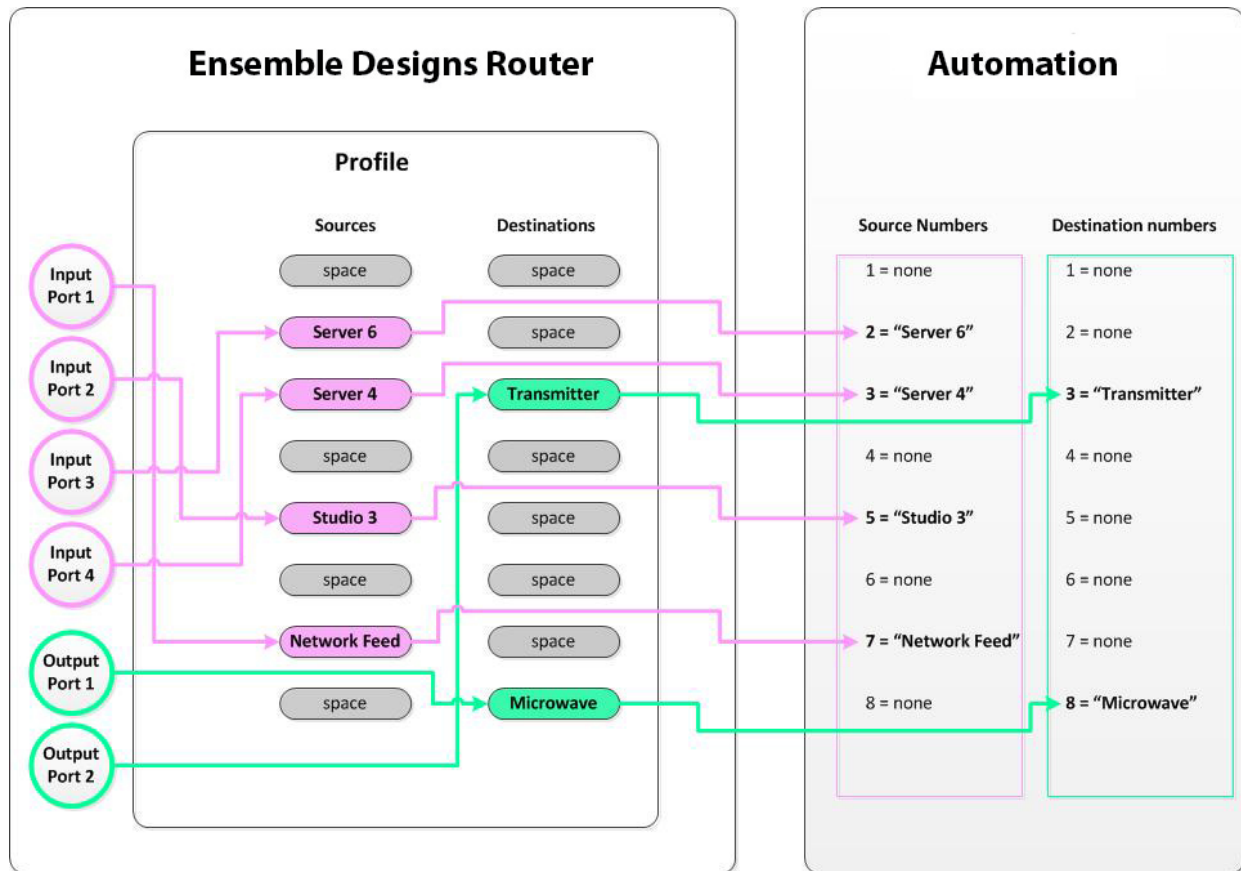 Ensemble Designs Router
Profile
Input
Port 1
Input
Port 2
Input
Port 3
Input
Port 4
Output
Port 1
Output
Port 2
Sources
space
Server 6
Server 4
space
Studio 3
space
Network Feed
space
Destinations
space
space
Transmitter
space
space
space
space
Microwave
Automation
Source Numbers
1 = none
2 = “Server 6”
3 = “Server 4”
4 = none
5 = “Studio 3”
6 = none
7 = “Network Feed”
8 = none
Destination numbers
1 = none
2 = none
3 = “Transmitter”
4 = none
5 = none
6 = none
7 = none
8 = “Microwave”